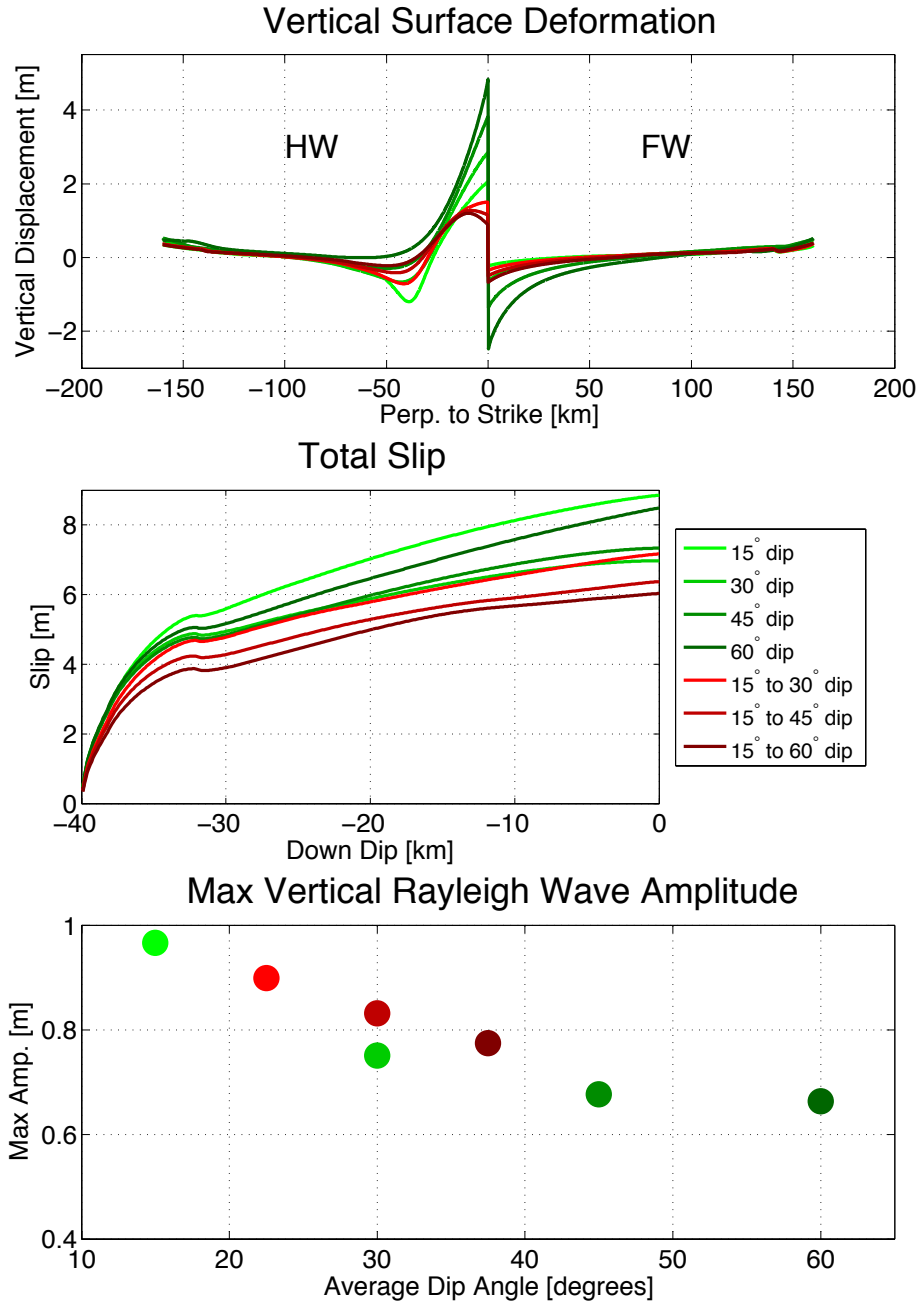 Vertical Surface Deformation
Vertical Displacement [m]
4
2
0
−2
HW
FW
−200
−150
−100
−50
0
50
100
150
200
Perp. to Strike [km]
Total Slip
Slip [m]
8
6
4
2
0
−40
−30
−20
−10
0
Down Dip [km]
15° dip
30° dip
45° dip
60° dip
15° to 30° dip
15° to 45° dip
15° to 60° dip
Max Vertical Rayleigh Wave Amplitude
Max Amp. [m]
1
0.8
0.6
0.4
10
20
30
40
50
60
Average Dip Angle [degrees]